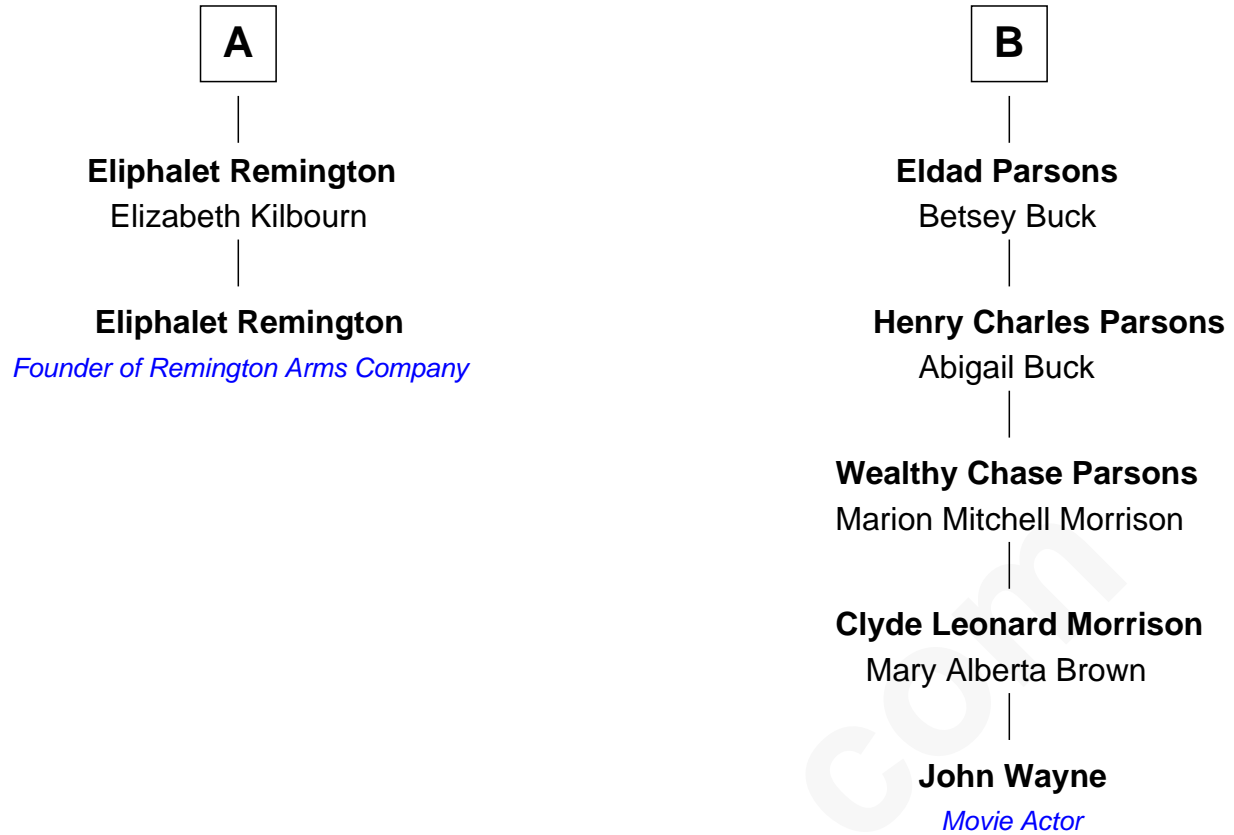 A
Eliphalet Remington
Elizabeth Kilbourn
Eliphalet Remington
Founder of Remington Arms Company
B
Eldad Parsons
Betsey Buck
Henry Charles Parsons
Abigail Buck
Wealthy Chase Parsons
Marion Mitchell Morrison
Clyde Leonard Morrison
Mary Alberta Brown
John Wayne
Movie Actor
com